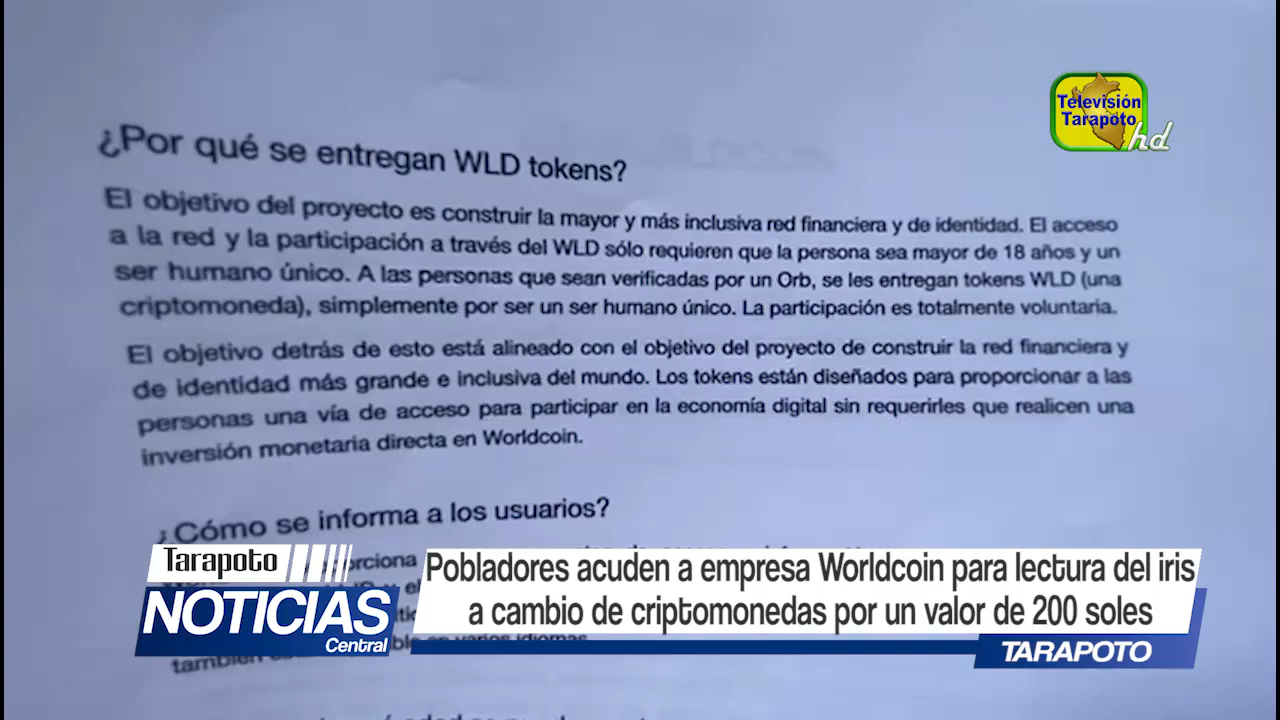 Televisión
Tarapoto
hd
¿Por qué se entregan WLD tokens?
El objetivo del proyecto es construir la mayor y más inclusiva red financiera y de identidad. El acceso
a la red y la participación a través del WLD sólo requieren que la persona sea mayor de 18 años y un
ser humano único. A las personas que sean verificadas por un Orb, se les entregan tokens WLD (una
criptomoneda), simplemente por ser un ser humano único. La participación es totalmente voluntaria.
El objetivo detrás de esto está alineado con el objetivo del proyecto de construir la red financiera y
de identidad más grande e inclusiva del mundo. Los tokens están diseñados para proporcionar a las
personas una vía de acceso para participar en la economía digital sin requerirles que realicen una
inversión monetaria directa en Worldcoin.
¿Cómo se informa a los usuarios?
también
Tarapoto
NOTICIAS
Central
Pobladores acuden a empresa Worldcoin para lectura del iris
a cambio de criptomonedas por un valor de 200 soles
TARAPOTO